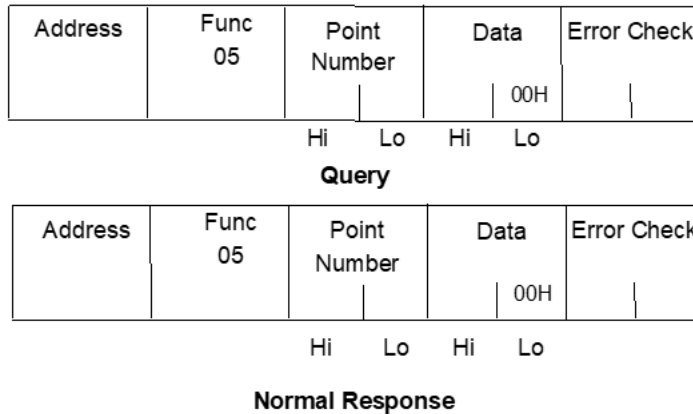 Address Func Point Data Error Check
05 Number
00H
Hi Lo Hi Lo
Query
Address Func Point Data Error Check
05 Number
00H
Hi Lo Hi Lo
Normal Response